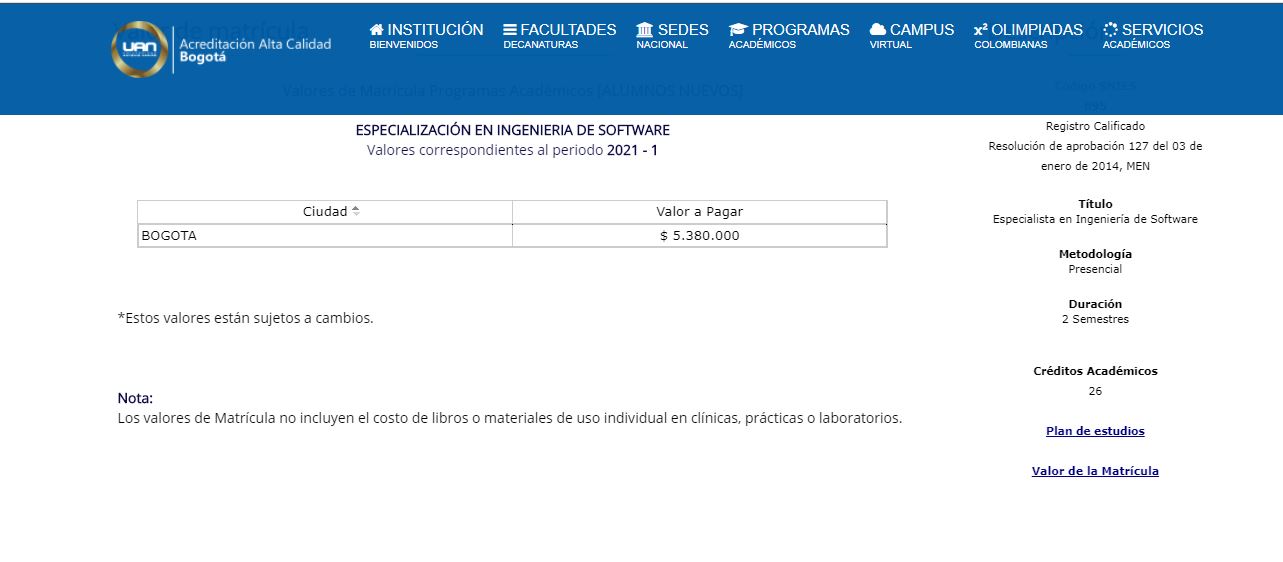 UAN
Acreditación Alta Calidad
Bogotá
INSTITUCIÓN
BIENVENIDOS
FACULTADES
DECANATURAS
SEDES
NACIONAL
PROGRAMAS
ACADÉMICOS
CAMPUS
VIRTUAL
x² OLIMPIADAS
COLOMBIANAS
SERVICIOS
ACADÉMICOS
de matrícula
Valores de Matrícula Programas Académicos [ALUMNOS NUEVOS]
ESPECIALIZACIÓN EN INGENIERIA DE SOFTWARE
Valores correspondientes al periodo 2021 - 1
Ciudad Valor a Pagar
BOGOTA $ 5.380.000
*Estos valores están sujetos a cambios.
Nota:
Los valores de Matrícula no incluyen el costo de libros o materiales de uso individual en clínicas, prácticas o laboratorios.
Código SNIES
895
Registro Calificado
Resolución de aprobación 127 del 03 de
enero de 2014, MEN
Título
Especialista en Ingeniería de Software
Metodología
Presencial
Duración
2 Semestres
Créditos Académicos
26
Plan de estudios
Valor de la Matrícula